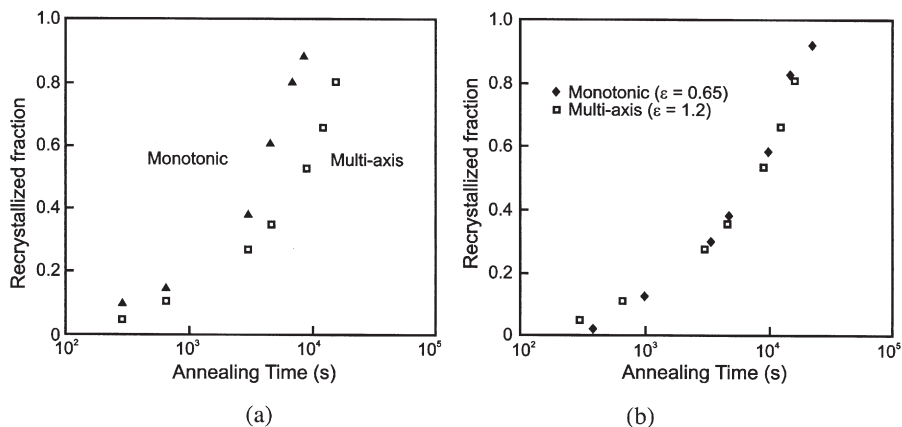 1.0
0.8
0.6
0.4
0.2
0
Recrystallized fraction
Monotonic
Multi-axis
10² 10³ 10⁴ 10⁵
Annealing Time (s)
(a)
1.0
0.8
0.6
0.4
0.2
0
Recrystallized fraction
Monotonic (ε = 0.65)
Multi-axis (ε = 1.2)
10² 10³ 10⁴ 10⁵
Annealing Time (s)
(b)